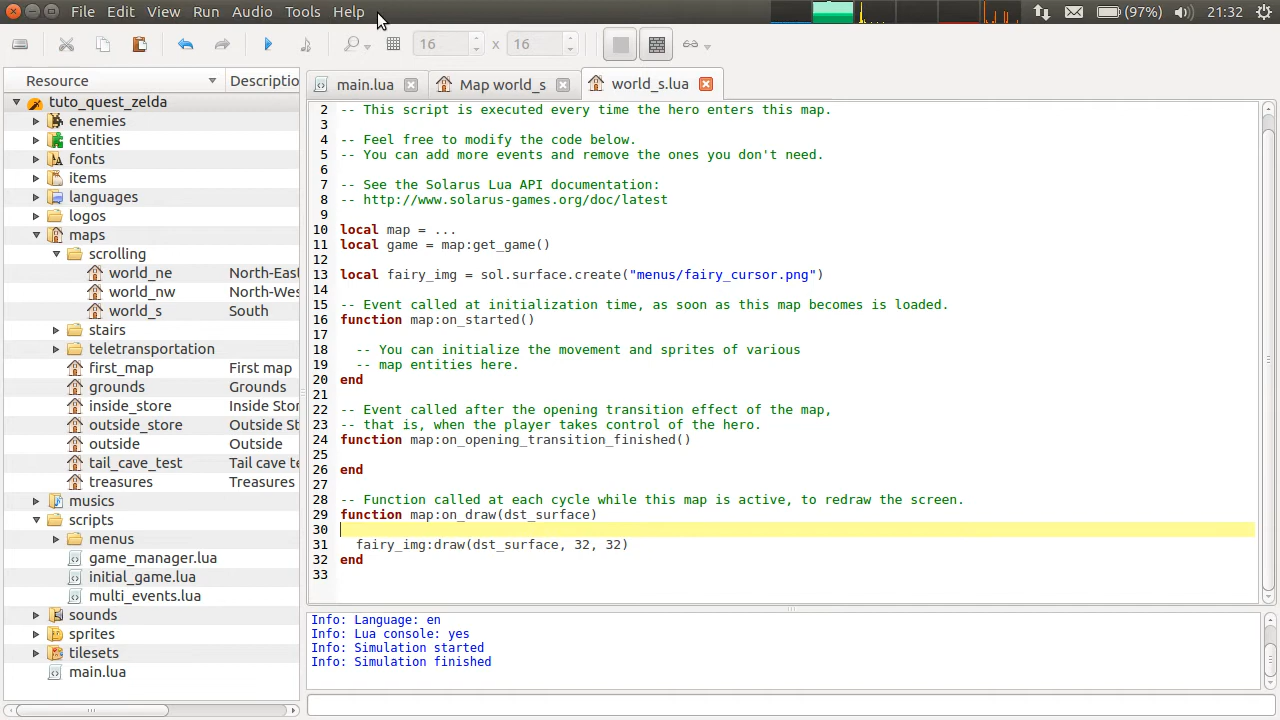 File Edit View Run Audio Tools Help (97%) 21:32
16 x 16
Resource Descriptio
main.lua Map world_s world_s.lua
tuto_quest_zelda
enemies
entities
fonts
items
languages
logos
maps
scrolling
world_ne North-East
world_nw North-Wes
world_s South
stairs
teletransportation
first_map First map
grounds Grounds
inside_store Inside Stor
outside_store Outside St
outside Outside
tail_cave_test Tail cave te
treasures Treasures
musics
scripts
menus
game_manager.lua
initial_game.lua
multi_events.lua
sounds
sprites
tilesets
main.lua
2 -- This script is executed every time the hero enters this map.
3
4 -- Feel free to modify the code below.
5 -- You can add more events and remove the ones you don't need.
6
7 -- See the Solarus Lua API documentation:
8 -- http://www.solarus-games.org/doc/latest
9
10 local map = ...
11 local game = map:get_game()
12
13 local fairy_img = sol.surface.create("menus/fairy_cursor.png")
14
15 -- Event called at initialization time, as soon as this map becomes is loaded.
16 function map:on_started()
17
18 -- You can initialize the movement and sprites of various
19 -- map entities here.
20 end
21
22 -- Event called after the opening transition effect of the map,
23 -- that is, when the player takes control of the hero.
24 function map:on_opening_transition_finished()
25
26 end
27
28 -- Function called at each cycle while this map is active, to redraw the screen.
29 function map:on_draw(dst_surface)
30
31 fairy_img:draw(dst_surface, 32, 32)
32 end
33
Info: Language: en
Info: Lua console: yes
Info: Simulation started
Info: Simulation finished